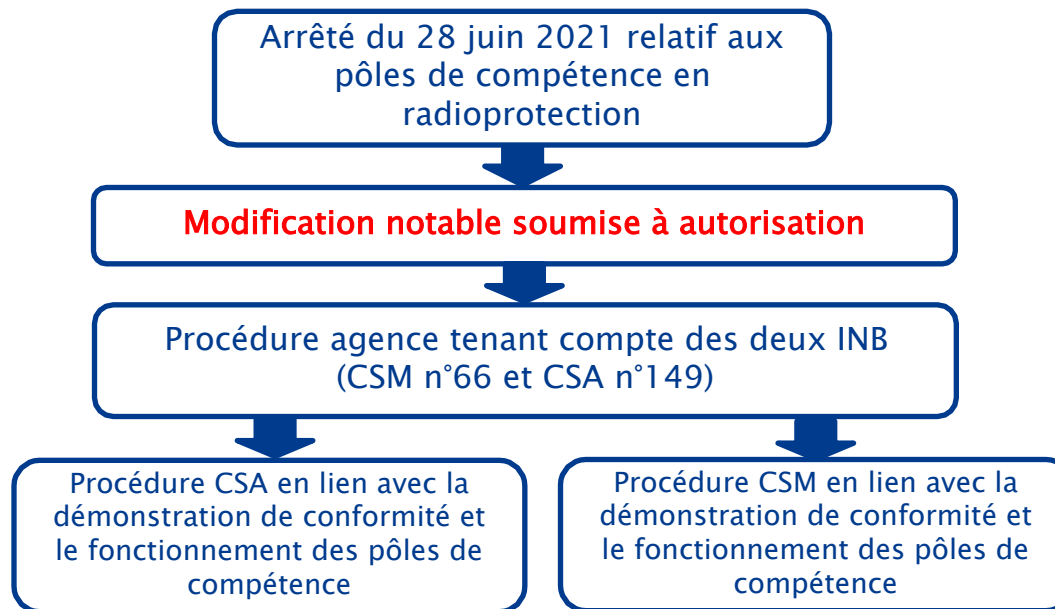 Arrêté du 28 juin 2021 relatif aux
pôles de compétence en
radioprotection
Modification notable soumise à autorisation
Procédure agence tenant compte des deux INB
(CSM n°66 et CSA n°149)
Procédure CSA en lien avec la
démonstration de conformité et
le fonctionnement des pôles de
compétence
Procédure CSM en lien avec la
démonstration de conformité et
le fonctionnement des pôles de
compétence